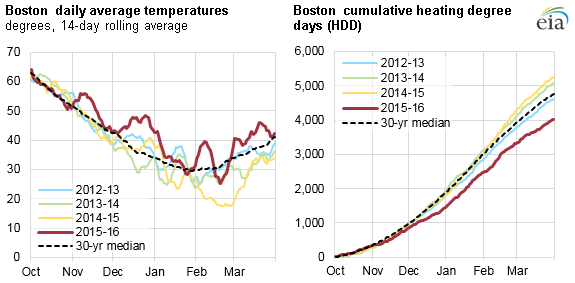 Boston daily average temperatures
degrees, 14-day rolling average
70
60
50
40
30
20
10
0
2012-13
2013-14
2014-15
2015-16
30-yr median
Oct Nov Dec Jan Feb Mar
Boston cumulative heating degree
days (HDD)
eia
6,000
5,000
4,000
3,000
2,000
1,000
0
2012-13
2013-14
2014-15
2015-16
30-yr median
Oct Nov Dec Jan Feb Mar